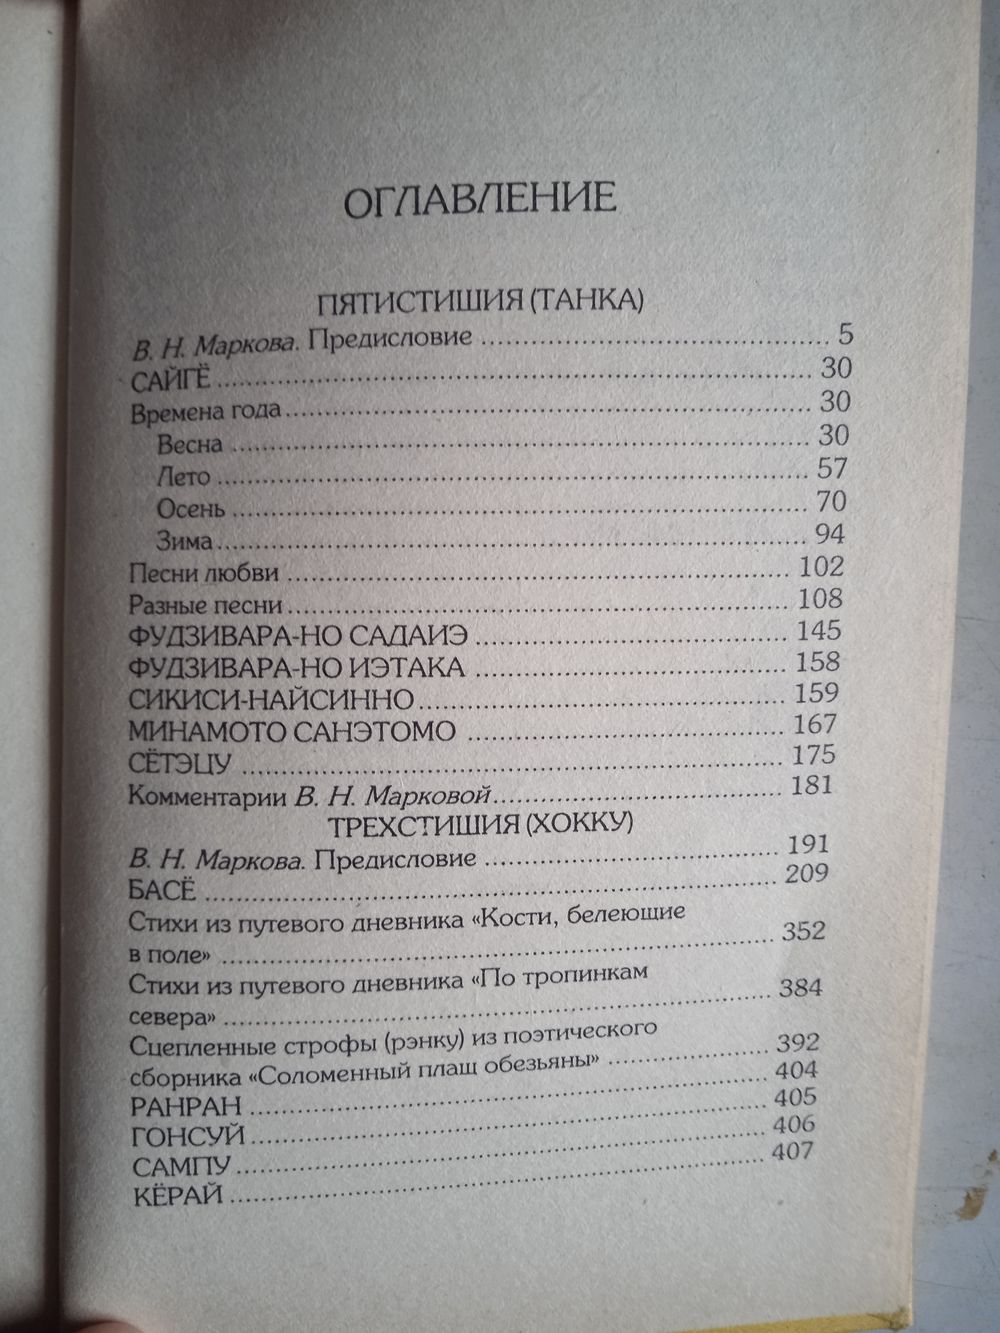 ОГЛАВЛЕНИЕ
ПЯТИСТИШИЯ (ТАНКА)
В. Н. Маркова. Предисловие ..... 5
САЙГЁ ..... 30
Времена года ..... 30
Весна ..... 30
Лето ..... 57
Осень ..... 70
Зима ..... 94
Песни любви ..... 102
Разные песни ..... 108
ФУДЗИВАРА-НО САДАИЭ ..... 145
ФУДЗИВАРА-НО ИЭТАКА ..... 158
СИКИСИ-НАЙСИННО ..... 159
МИНАМОТО САНЭТОМО ..... 167
СЁТЭЦУ ..... 175
Комментарии В. Н. Марковой ..... 181
ТРЕХСТИШИЯ (ХОККУ)
В. Н. Маркова. Предисловие ..... 191
БАСЁ ..... 209
Стихи из путевого дневника «Кости, белеющие
в поле» ..... 352
Стихи из путевого дневника «По тропинкам
севера» ..... 384
Сцепленные строфы (рэнку) из поэтического
сборника «Соломенный плащ обезьяны» ..... 392
РАНРАН ..... 404
ГОНСУЙ ..... 405
САМПУ ..... 406
КЁРАЙ ..... 407